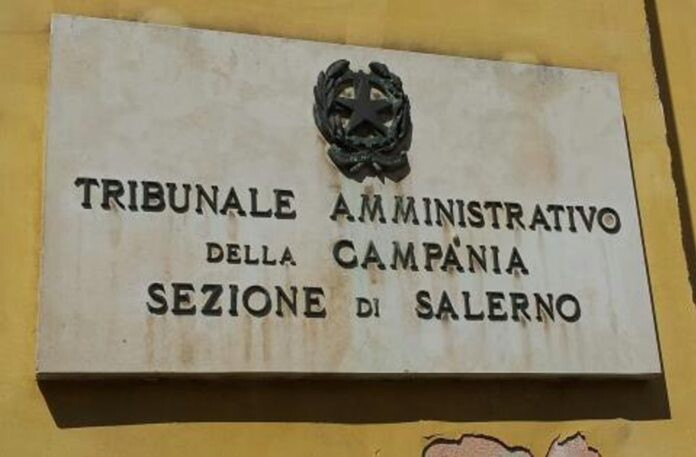 TRIBUNALE AMMINISTRATIVO
DELLA CAMPANIA
SEZIONE DI SALERNO